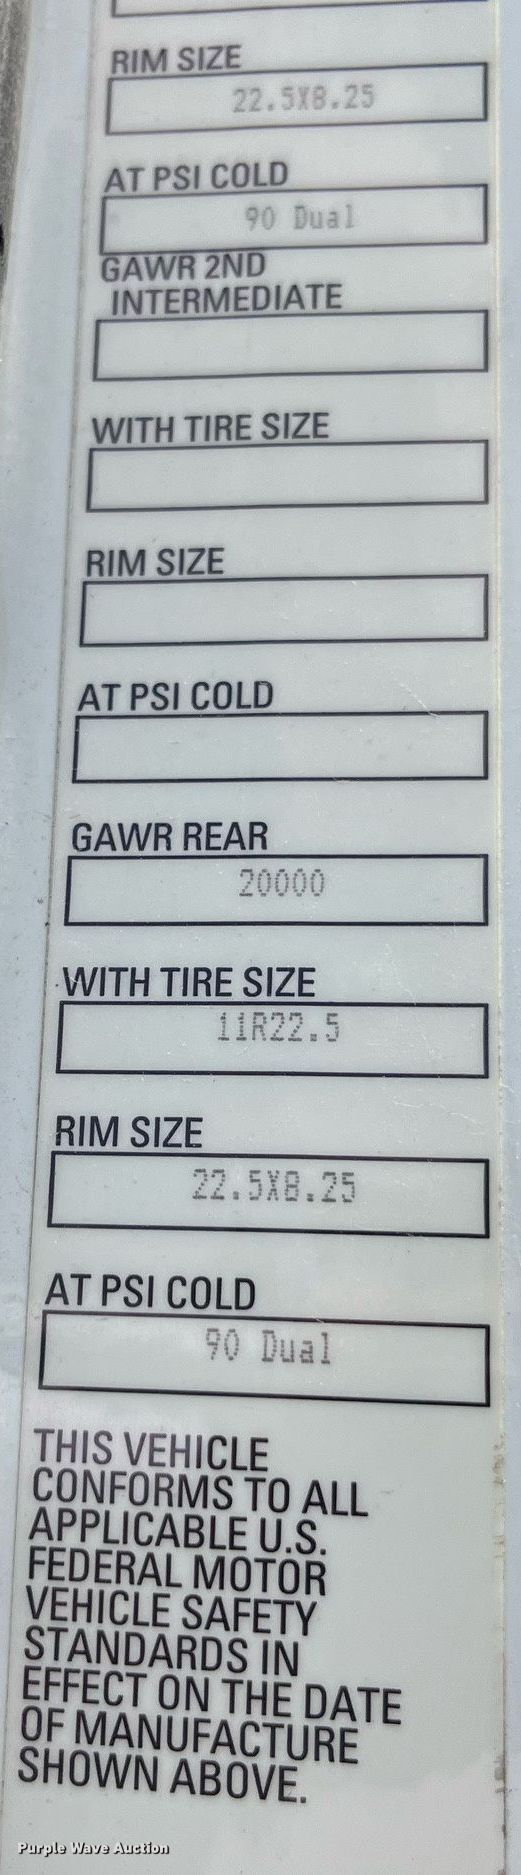 RIM SIZE
22.5X8.25
AT PSI COLD
90 Dual
GAWR 2ND
INTERMEDIATE
WITH TIRE SIZE
RIM SIZE
AT PSI COLD
GAWR REAR
20000
WITH TIRE SIZE
11R22.5
RIM SIZE
22.5X8.25
AT PSI COLD
90 Dual
THIS VEHICLE
CONFORMS TO ALL
APPLICABLE U.S.
FEDERAL MOTOR
VEHICLE SAFETY
STANDARDS IN
EFFECT ON THE DATE
OF MANUFACTURE
SHOWN ABOVE.
Purple Wave Auction